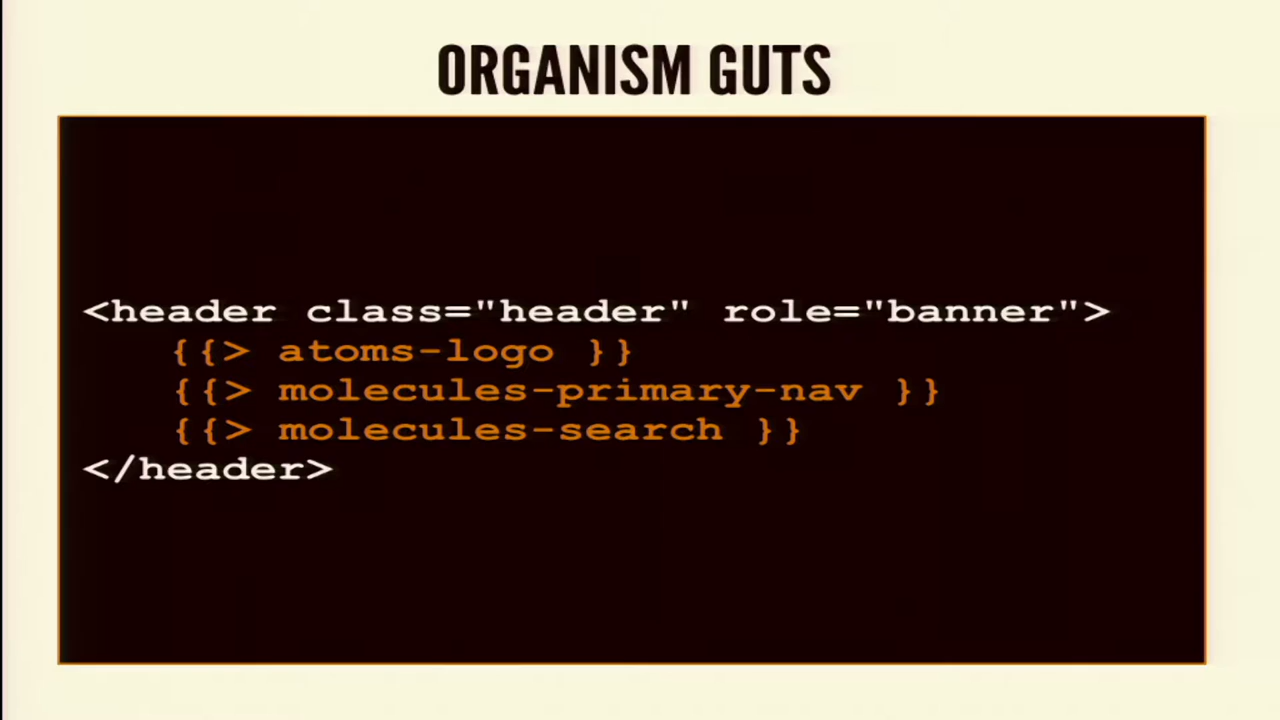 ORGANISM GUTS
<header class="header" role="banner">
{{> atoms-logo }}
{{> molecules-primary-nav }}
{{> molecules-search }}
</header>